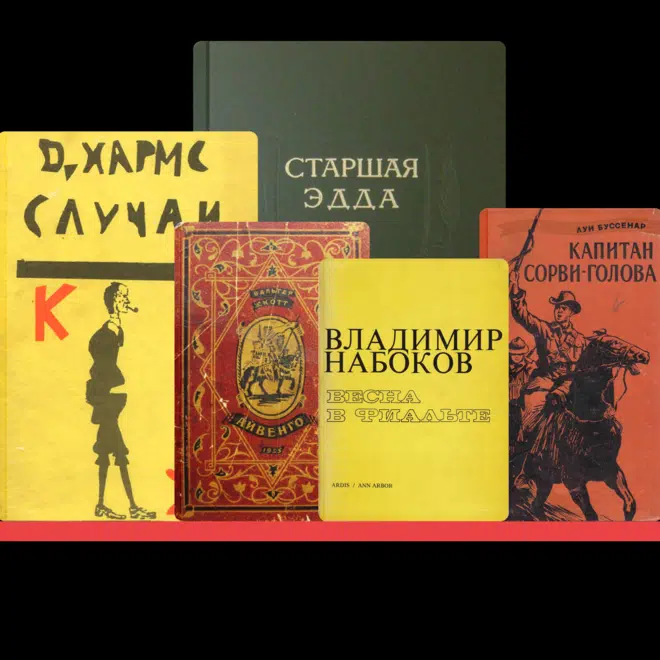 СТАРШАЯ
ЭДДА
Д. ХАРМС
СЛУЧАИ
К
ВАЛЬТЕР
СКОТТ
АЙВЕНГО
ВЛАДИМИР
НАБОКОВ
ВЕСНА
В ФИАЛЬТЕ
ARDIS / ANN ARBOR
ЛУИ БУССЕНАР
КАПИТАН
СОРВИ-ГОЛОВА